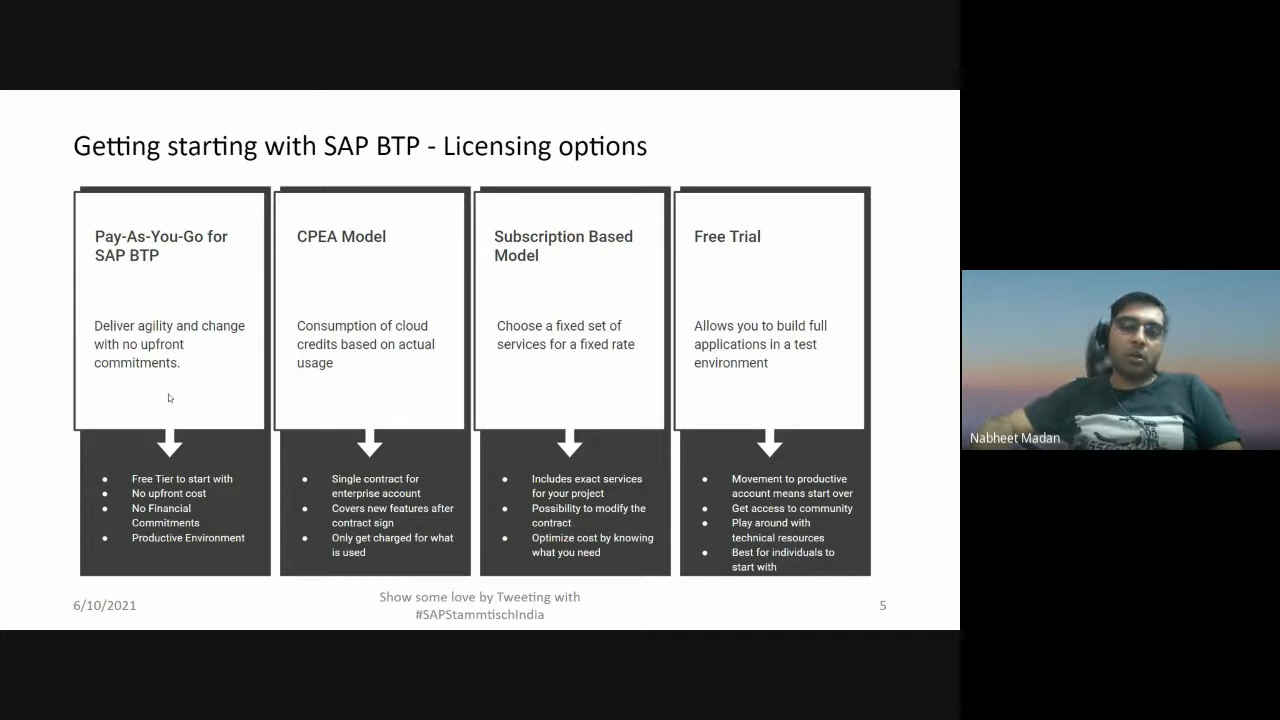 Getting starting with SAP BTP - Licensing options
Pay-As-You-Go for
SAP BTP
Deliver agility and change
with no upfront
commitments.
• Free Tier to start with
• No upfront cost
• No Financial
Commitments
• Productive Environment
CPEA Model
Consumption of cloud
credits based on actual
usage
• Single contract for
enterprise account
• Covers new features after
contract sign
• Only get charged for what
is used
Subscription Based
Model
Choose a fixed set of
services for a fixed rate
• Includes exact services
for your project
• Possibility to modify the
contract
• Optimize cost by knowing
what you need
Free Trial
Allows you to build full
applications in a test
environment
• Movement to productive
account means start over
• Get access to community
• Play around with
technical resources
• Best for individuals to
start with
6/10/2021
Show some love by Tweeting with
#SAPStammtischIndia
5
Nabheet Madan